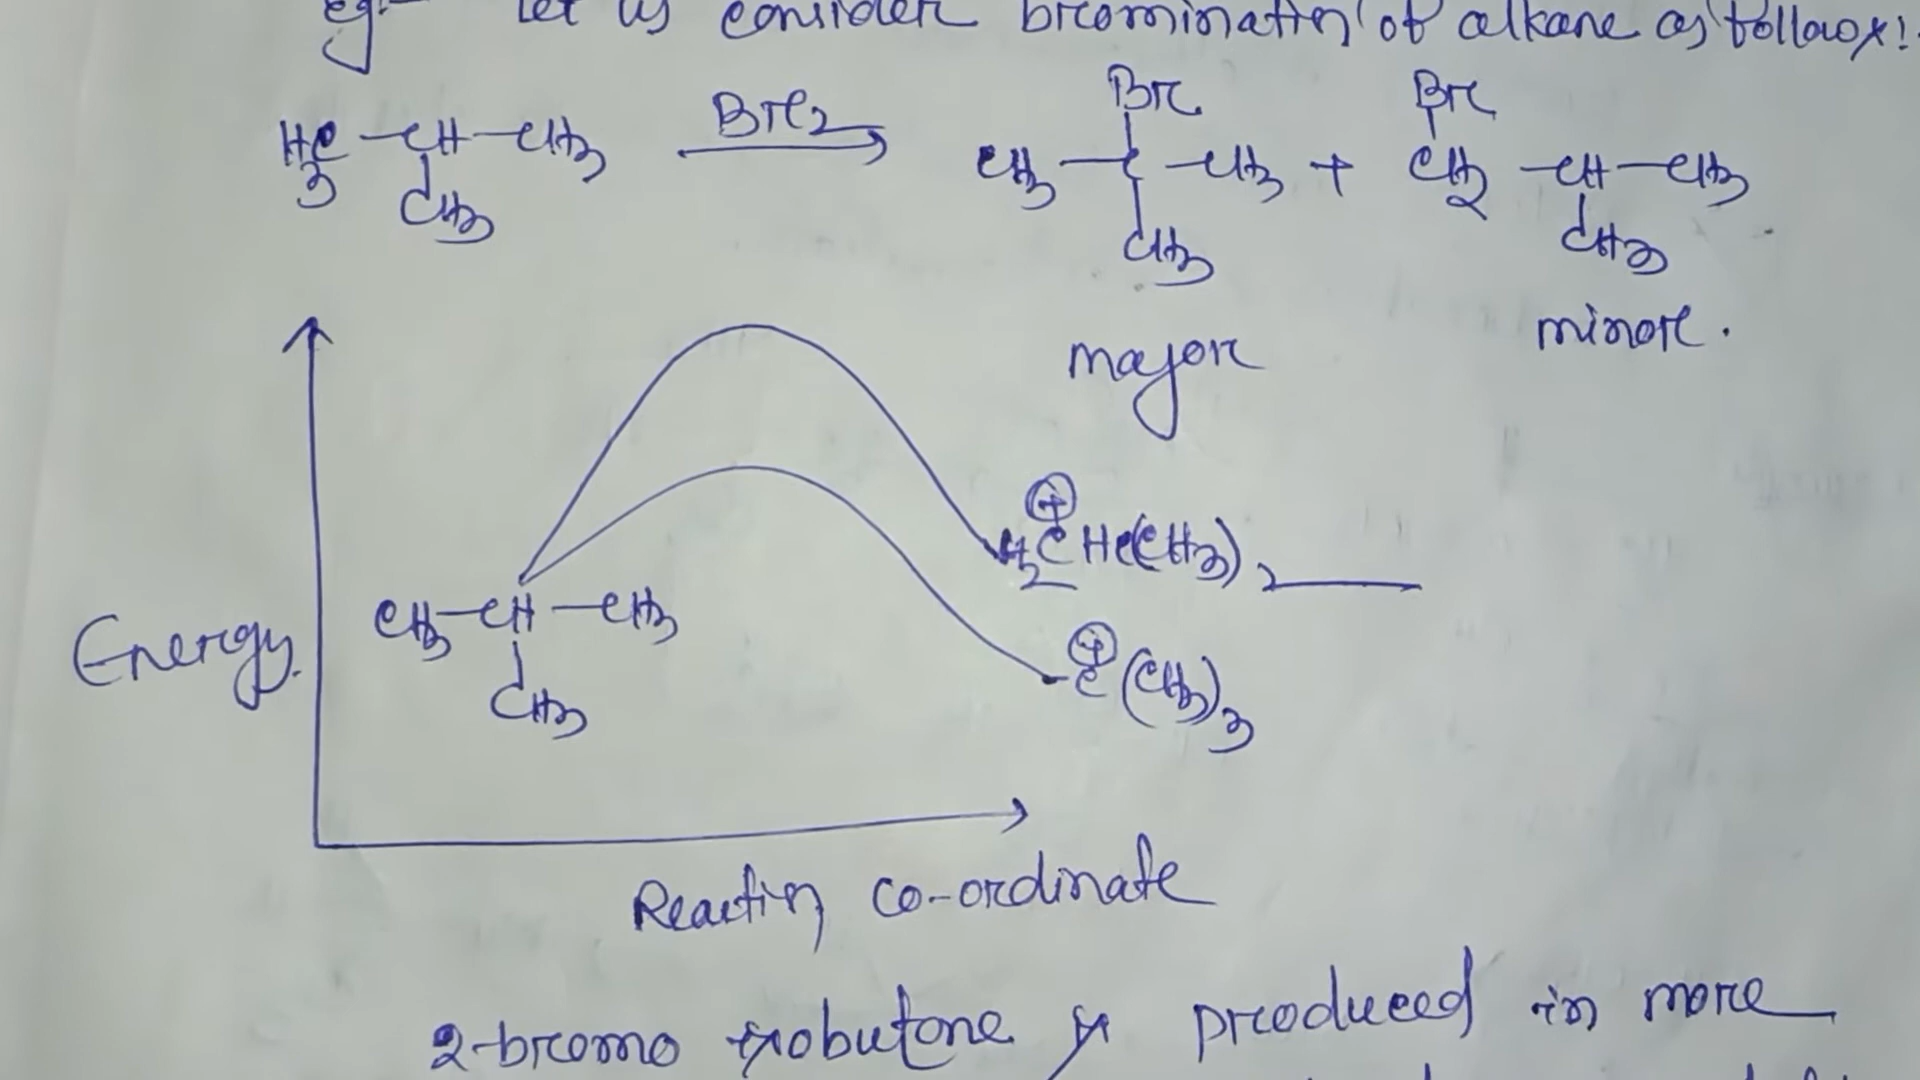 eg:- Let us consider bromination of alkane as follows:
H3C-CH-CH3 Br2 CH3-C-CH3 + CH2-CH-CH3
Br Br
CH3 CH3 CH3
major minor.
Energy
H2C⊕HC(CH3)2
C⊕(CH3)3
CH3-CH-CH3
CH3
Reaction co-ordinate
2-bromo isobutane is produced in more